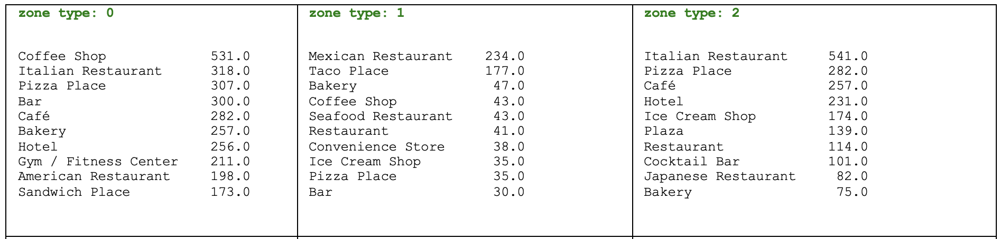 zone type: 0
Coffee Shop 531.0
Italian Restaurant 318.0
Pizza Place 307.0
Bar 300.0
Café 282.0
Bakery 257.0
Hotel 256.0
Gym / Fitness Center 211.0
American Restaurant 198.0
Sandwich Place 173.0
zone type: 1
Mexican Restaurant 234.0
Taco Place 177.0
Bakery 47.0
Coffee Shop 43.0
Seafood Restaurant 43.0
Restaurant 41.0
Convenience Store 38.0
Ice Cream Shop 35.0
Pizza Place 35.0
Bar 30.0
zone type: 2
Italian Restaurant 541.0
Pizza Place 282.0
Café 257.0
Hotel 231.0
Ice Cream Shop 174.0
Plaza 139.0
Restaurant 114.0
Cocktail Bar 101.0
Japanese Restaurant 82.0
Bakery 75.0